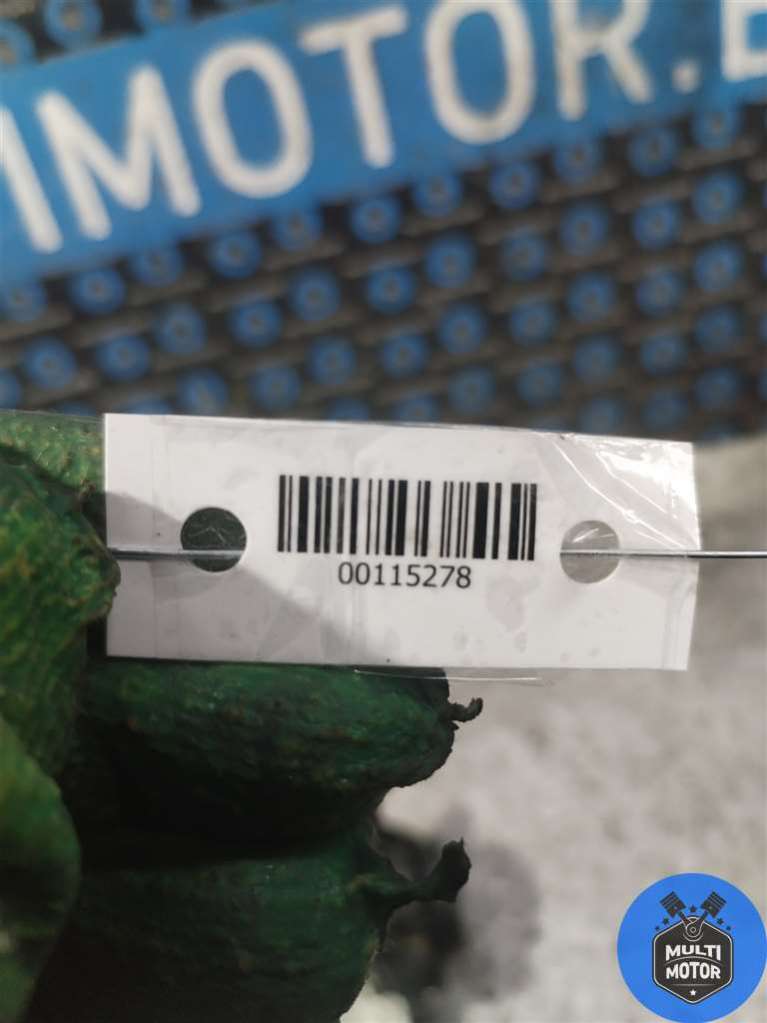 IMOTOR.B
00115278
MULTI
MOTOR